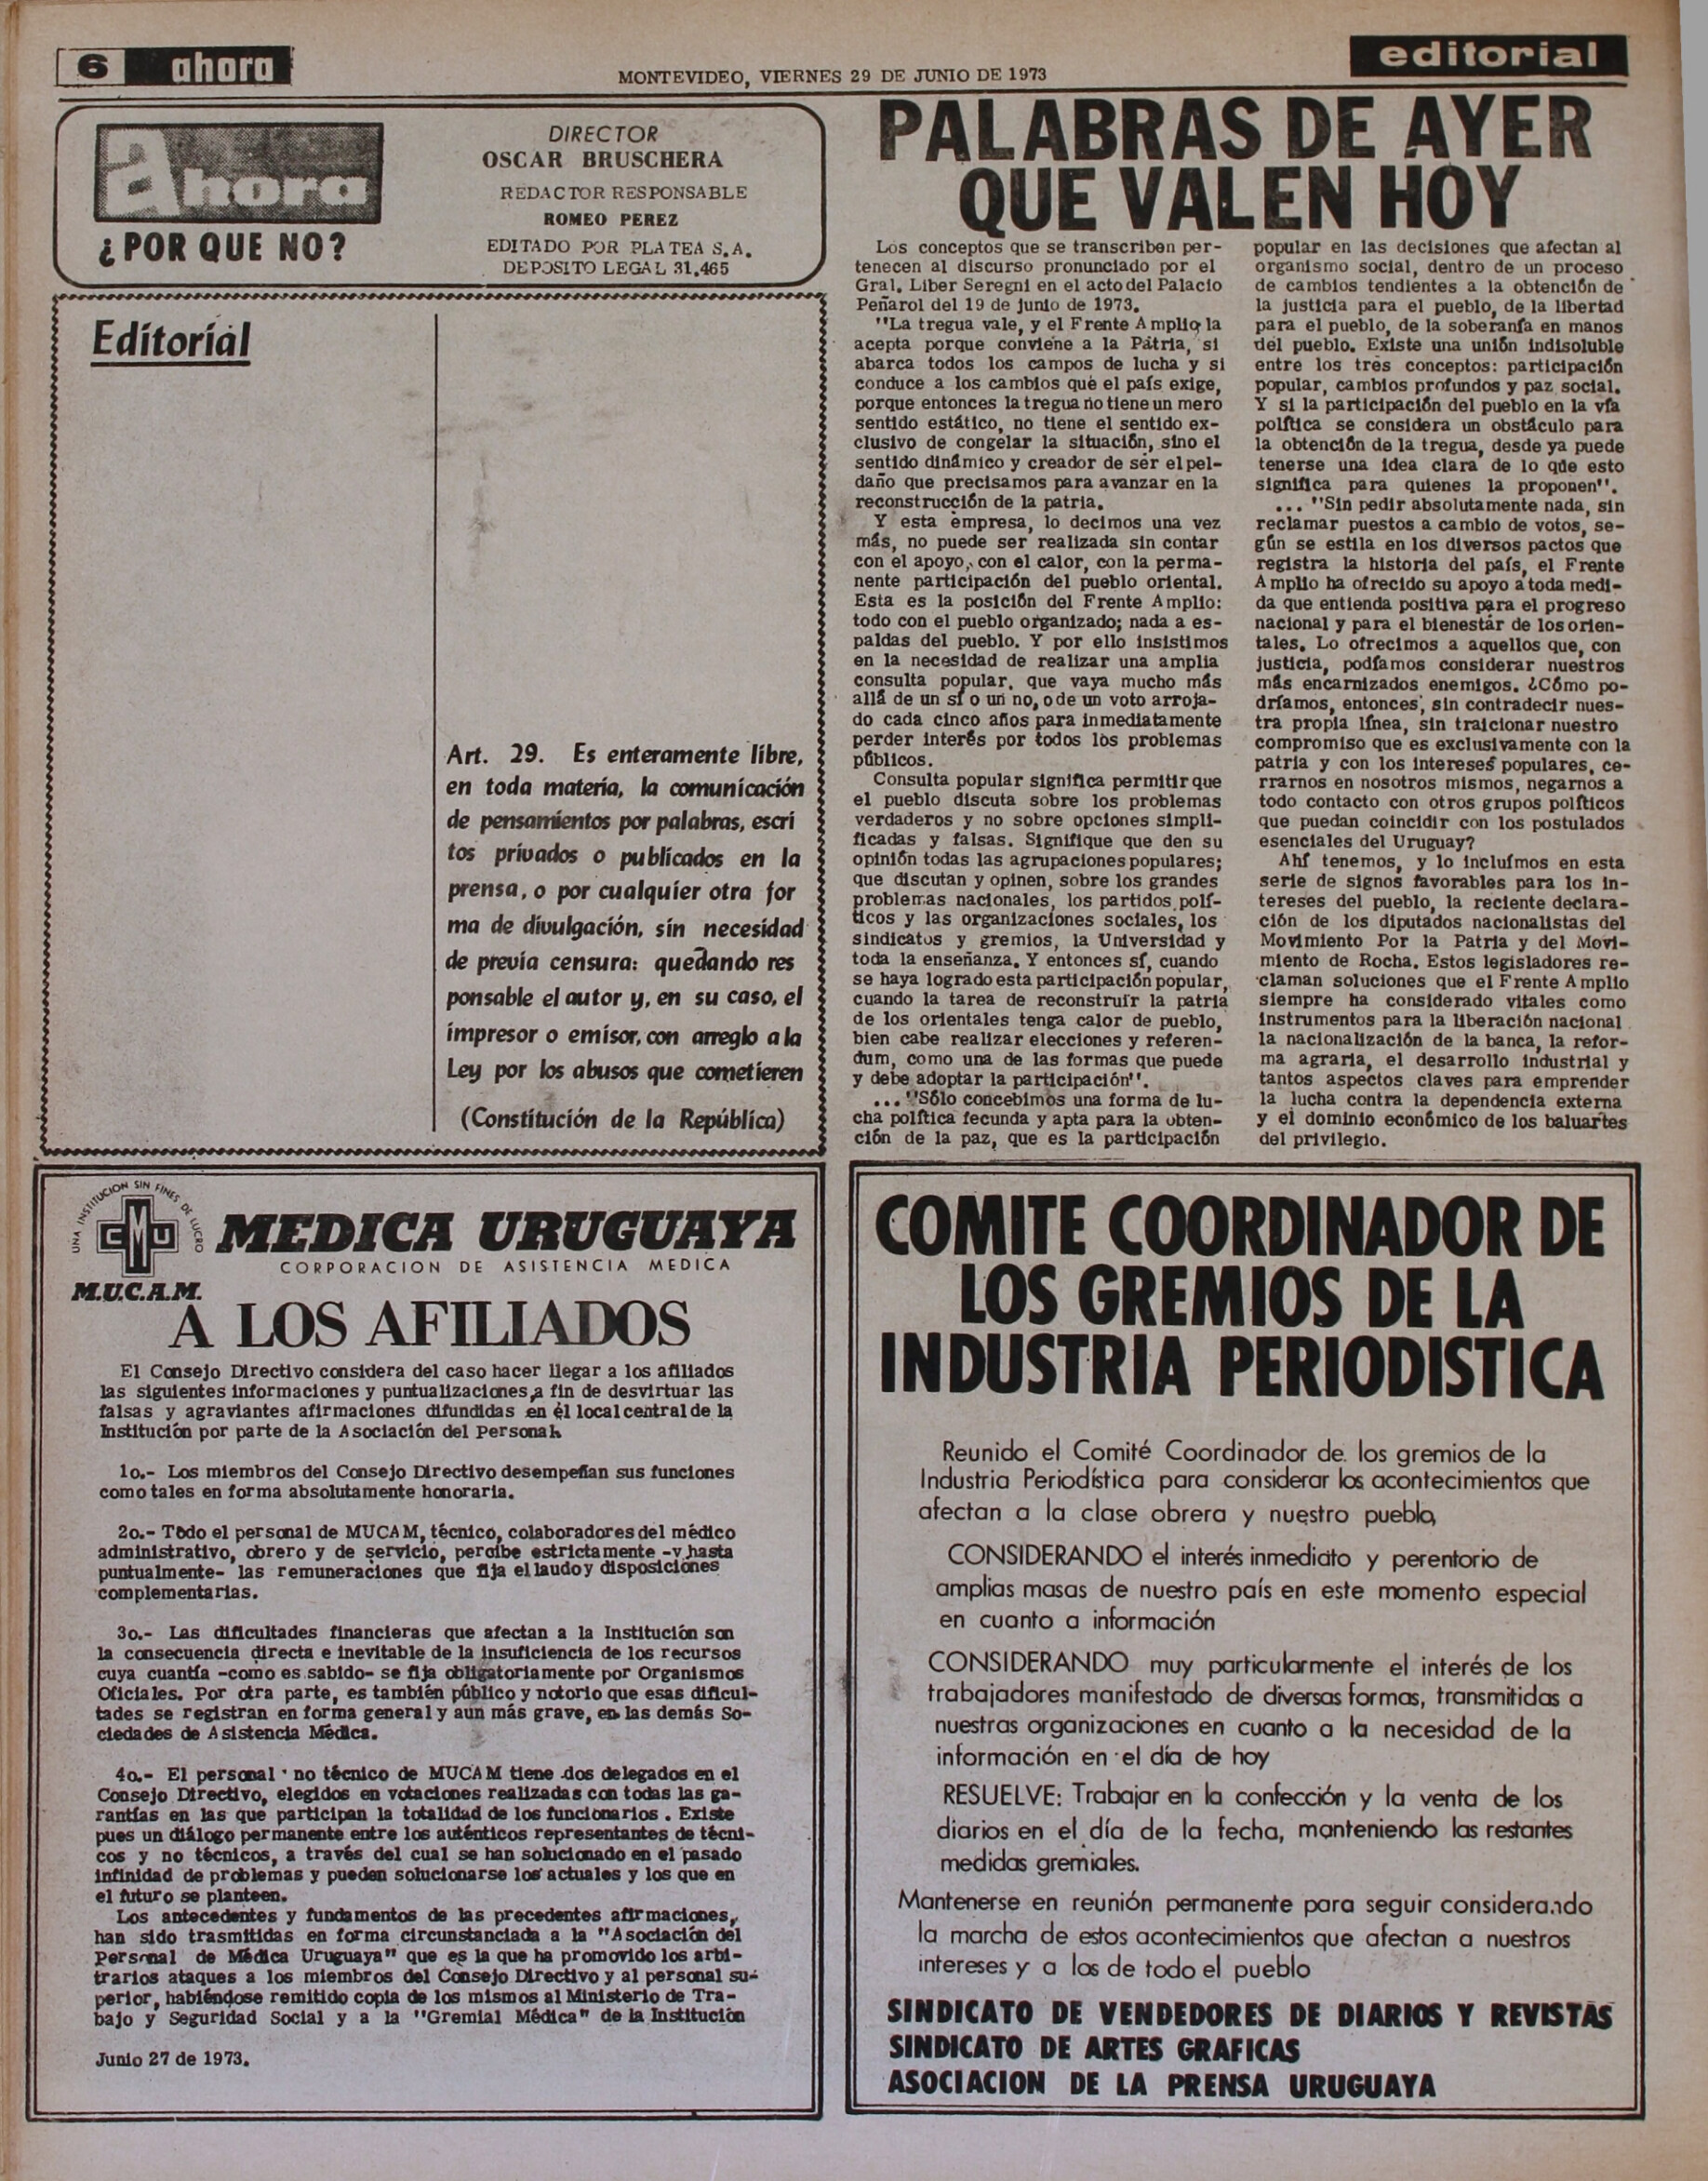 6 ahora
MONTEVIDEO, VIERNES 29 DE JUNIO DE 1973
editorial
Ahora
¿POR QUE NO?
DIRECTOR
OSCAR BRUSCHERA
REDACTOR RESPONSABLE
ROMEO PEREZ
EDITADO POR PLATEA S.A.
DEPOSITO LEGAL 31.465
Editorial
Art. 29. Es enteramente libre,
en toda materia, la comunicación
de pensamientos por palabras, escri
tos privados o publicados en la
prensa, o por cualquier otra for
ma de divulgación, sin necesidad
de previa censura: quedando res
ponsable el autor y, en su caso, el
impresor o emisor, con arreglo a la
Ley por los abusos que cometieren
(Constitución de la República)
PALABRAS DE AYER
QUE VALEN HOY
Los conceptos que se transcriben per-
tenecen al discurso pronunciado por el
Gral. Liber Seregni en el acto del Palacio
Peñarol del 19 de junio de 1973.
"La tregua vale, y el Frente Amplio la
acepta porque conviene a la Patria, si
abarca todos los campos de lucha y si
conduce a los cambios que el país exige,
porque entonces la tregua no tiene un mero
sentido estático, no tiene el sentido ex-
clusivo de congelar la situación, sino el
sentido dinámico y creador de ser el pel-
daño que precisamos para avanzar en la
reconstrucción de la patria.
Y esta empresa, lo decimos una vez
más, no puede ser realizada sin contar
con el apoyo, con el calor, con la perma-
nente participación del pueblo oriental.
Esta es la posición del Frente Amplio:
todo con el pueblo organizado; nada a es-
paldas del pueblo. Y por ello insistimos
en la necesidad de realizar una amplia
consulta popular, que vaya mucho más
allá de un sí o un no, o de un voto arroja-
do cada cinco años para inmediatamente
perder interés por todos los problemas
públicos.
Consulta popular significa permitir que
el pueblo discuta sobre los problemas
verdaderos y no sobre opciones simpli-
ficadas y falsas. Signifique que den su
opinión todas las agrupaciones populares;
que discutan y opinen, sobre los grandes
problemas nacionales, los partidos polí-
ticos y las organizaciones sociales, los
sindicatos y gremios, la Universidad y
toda la enseñanza. Y entonces sí, cuando
se haya logrado esta participación popular,
cuando la tarea de reconstruír la patria
de los orientales tenga calor de pueblo,
bien cabe realizar elecciones y referen-
dum, como una de las formas que puede
y debe adoptar la participación".
... "Sólo concebimos una forma de lu-
cha política fecunda y apta para la obten-
ción de la paz, que es la participación
popular en las decisiones que afectan al
organismo social, dentro de un proceso
de cambios tendientes a la obtención de
la justicia para el pueblo, de la libertad
para el pueblo, de la soberanía en manos
del pueblo. Existe una unión indisoluble
entre los tres conceptos: participación
popular, cambios profundos y paz social.
Y si la participación del pueblo en la vía
política se considera un obstáculo para
la obtención de la tregua, desde ya puede
tenerse una idea clara de lo que esto
significa para quienes la proponen".
... "Sin pedir absolutamente nada, sin
reclamar puestos a cambio de votos, se-
gún se estila en los diversos pactos que
registra la historia del país, el Frente
Amplio ha ofrecido su apoyo a toda medi-
da que entienda positiva para el progreso
nacional y para el bienestar de los orien-
tales. Lo ofrecimos a aquellos que, con
justicia, podíamos considerar nuestros
más encarnizados enemigos. ¿Cómo po-
dríamos, entonces, sin contradecir nues-
tra propia línea, sin traicionar nuestro
compromiso que es exclusivamente con la
patria y con los intereses populares, ce-
rrarnos en nosotros mismos, negarnos a
todo contacto con otros grupos políticos
que puedan coincidir con los postulados
esenciales del Uruguay?
Ahí tenemos, y lo incluímos en esta
serie de signos favorables para los in-
tereses del pueblo, la reciente declara-
ción de los diputados nacionalistas del
Movimiento Por la Patria y del Movi-
miento de Rocha. Estos legisladores re-
claman soluciones que el Frente Amplio
siempre ha considerado vitales como
instrumentos para la liberación nacional
la nacionalización de la banca, la refor-
ma agraria, el desarrollo industrial y
tantos aspectos claves para emprender
la lucha contra la dependencia externa
y el dominio económico de los baluartes
del privilegio.
UNA INSTITUCION SIN FINES DE LUCRO
CMU
M.U.C.A.M.
MEDICA URUGUAYA
CORPORACION DE ASISTENCIA MEDICA
A LOS AFILIADOS
El Consejo Directivo considera del caso hacer llegar a los afiliados
las siguientes informaciones y puntualizaciones, a fin de desvirtuar las
falsas y agraviantes afirmaciones difundidas en el local central de la
Institución por parte de la Asociación del Personal.
1o.- Los miembros del Consejo Directivo desempeñan sus funciones
como tales en forma absolutamente honoraria.
2o.- Todo el personal de MUCAM, técnico, colaboradores del médico
administrativo, obrero y de servicio, percibe estrictamente -y hasta
puntualmente- las remuneraciones que fija el laudo y disposiciones
complementarias.
3o.- Las dificultades financieras que afectan a la Institución son
la consecuencia directa e inevitable de la insuficiencia de los recursos
cuya cuantía -como es sabido- se fija obligatoriamente por Organismos
Oficiales. Por otra parte, es también público y notorio que esas dificul-
tades se registran en forma general y aun más grave, en las demás So-
ciedades de Asistencia Médica.
4o.- El personal no técnico de MUCAM tiene dos delegados en el
Consejo Directivo, elegidos en votaciones realizadas con todas las ga-
rantías en las que participan la totalidad de los funcionarios. Existe
pues un diálogo permanente entre los auténticos representantes de técni-
cos y no técnicos, a través del cual se han solucionado en el pasado
infinidad de problemas y pueden solucionarse los actuales y los que en
el futuro se planteen.
Los antecedentes y fundamentos de las precedentes afirmaciones,
han sido trasmitidas en forma circunstanciada a la "Asociación del
Personal de Médica Uruguaya" que es la que ha promovido los arbi-
trarios ataques a los miembros del Consejo Directivo y al personal su-
perior, habiéndose remitido copia de los mismos al Ministerio de Tra-
bajo y Seguridad Social y a la "Gremial Médica" de la Institución
Junio 27 de 1973.
COMITE COORDINADOR DE
LOS GREMIOS DE LA
INDUSTRIA PERIODISTICA
Reunido el Comité Coordinador de los gremios de la
Industria Periodística para considerar los acontecimientos que
afectan a la clase obrera y nuestro pueblo,
CONSIDERANDO el interés inmediato y perentorio de
amplias masas de nuestro país en este momento especial
en cuanto a información
CONSIDERANDO muy particularmente el interés de los
trabajadores manifestado de diversas formas, transmitidas a
nuestras organizaciones en cuanto a la necesidad de la
información en el día de hoy
RESUELVE: Trabajar en la confección y la venta de los
diarios en el día de la fecha, manteniendo las restantes
medidas gremiales.
Mantenerse en reunión permanente para seguir considerando
la marcha de estos acontecimientos que afectan a nuestros
intereses y a los de todo el pueblo
SINDICATO DE VENDEDORES DE DIARIOS Y REVISTAS
SINDICATO DE ARTES GRAFICAS
ASOCIACION DE LA PRENSA URUGUAYA